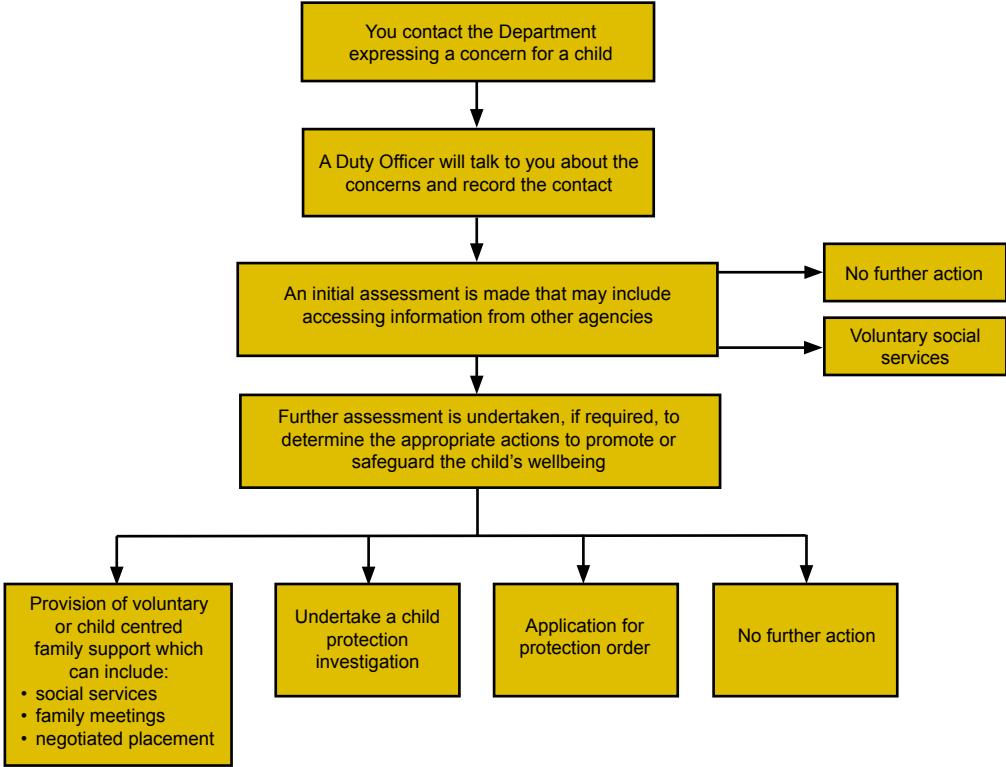 You contact the Department
expressing a concern for a child
A Duty Officer will talk to you about the
concerns and record the contact
An initial assessment is made that may include
accessing information from other agencies
No further action
Voluntary social
services
Further assessment is undertaken, if required, to
determine the appropriate actions to promote or
safeguard the child’s wellbeing
Provision of voluntary
or child centred
family support which
can include:
• social services
• family meetings
• negotiated placement
Undertake a child
protection
investigation
Application for
protection order
No further action